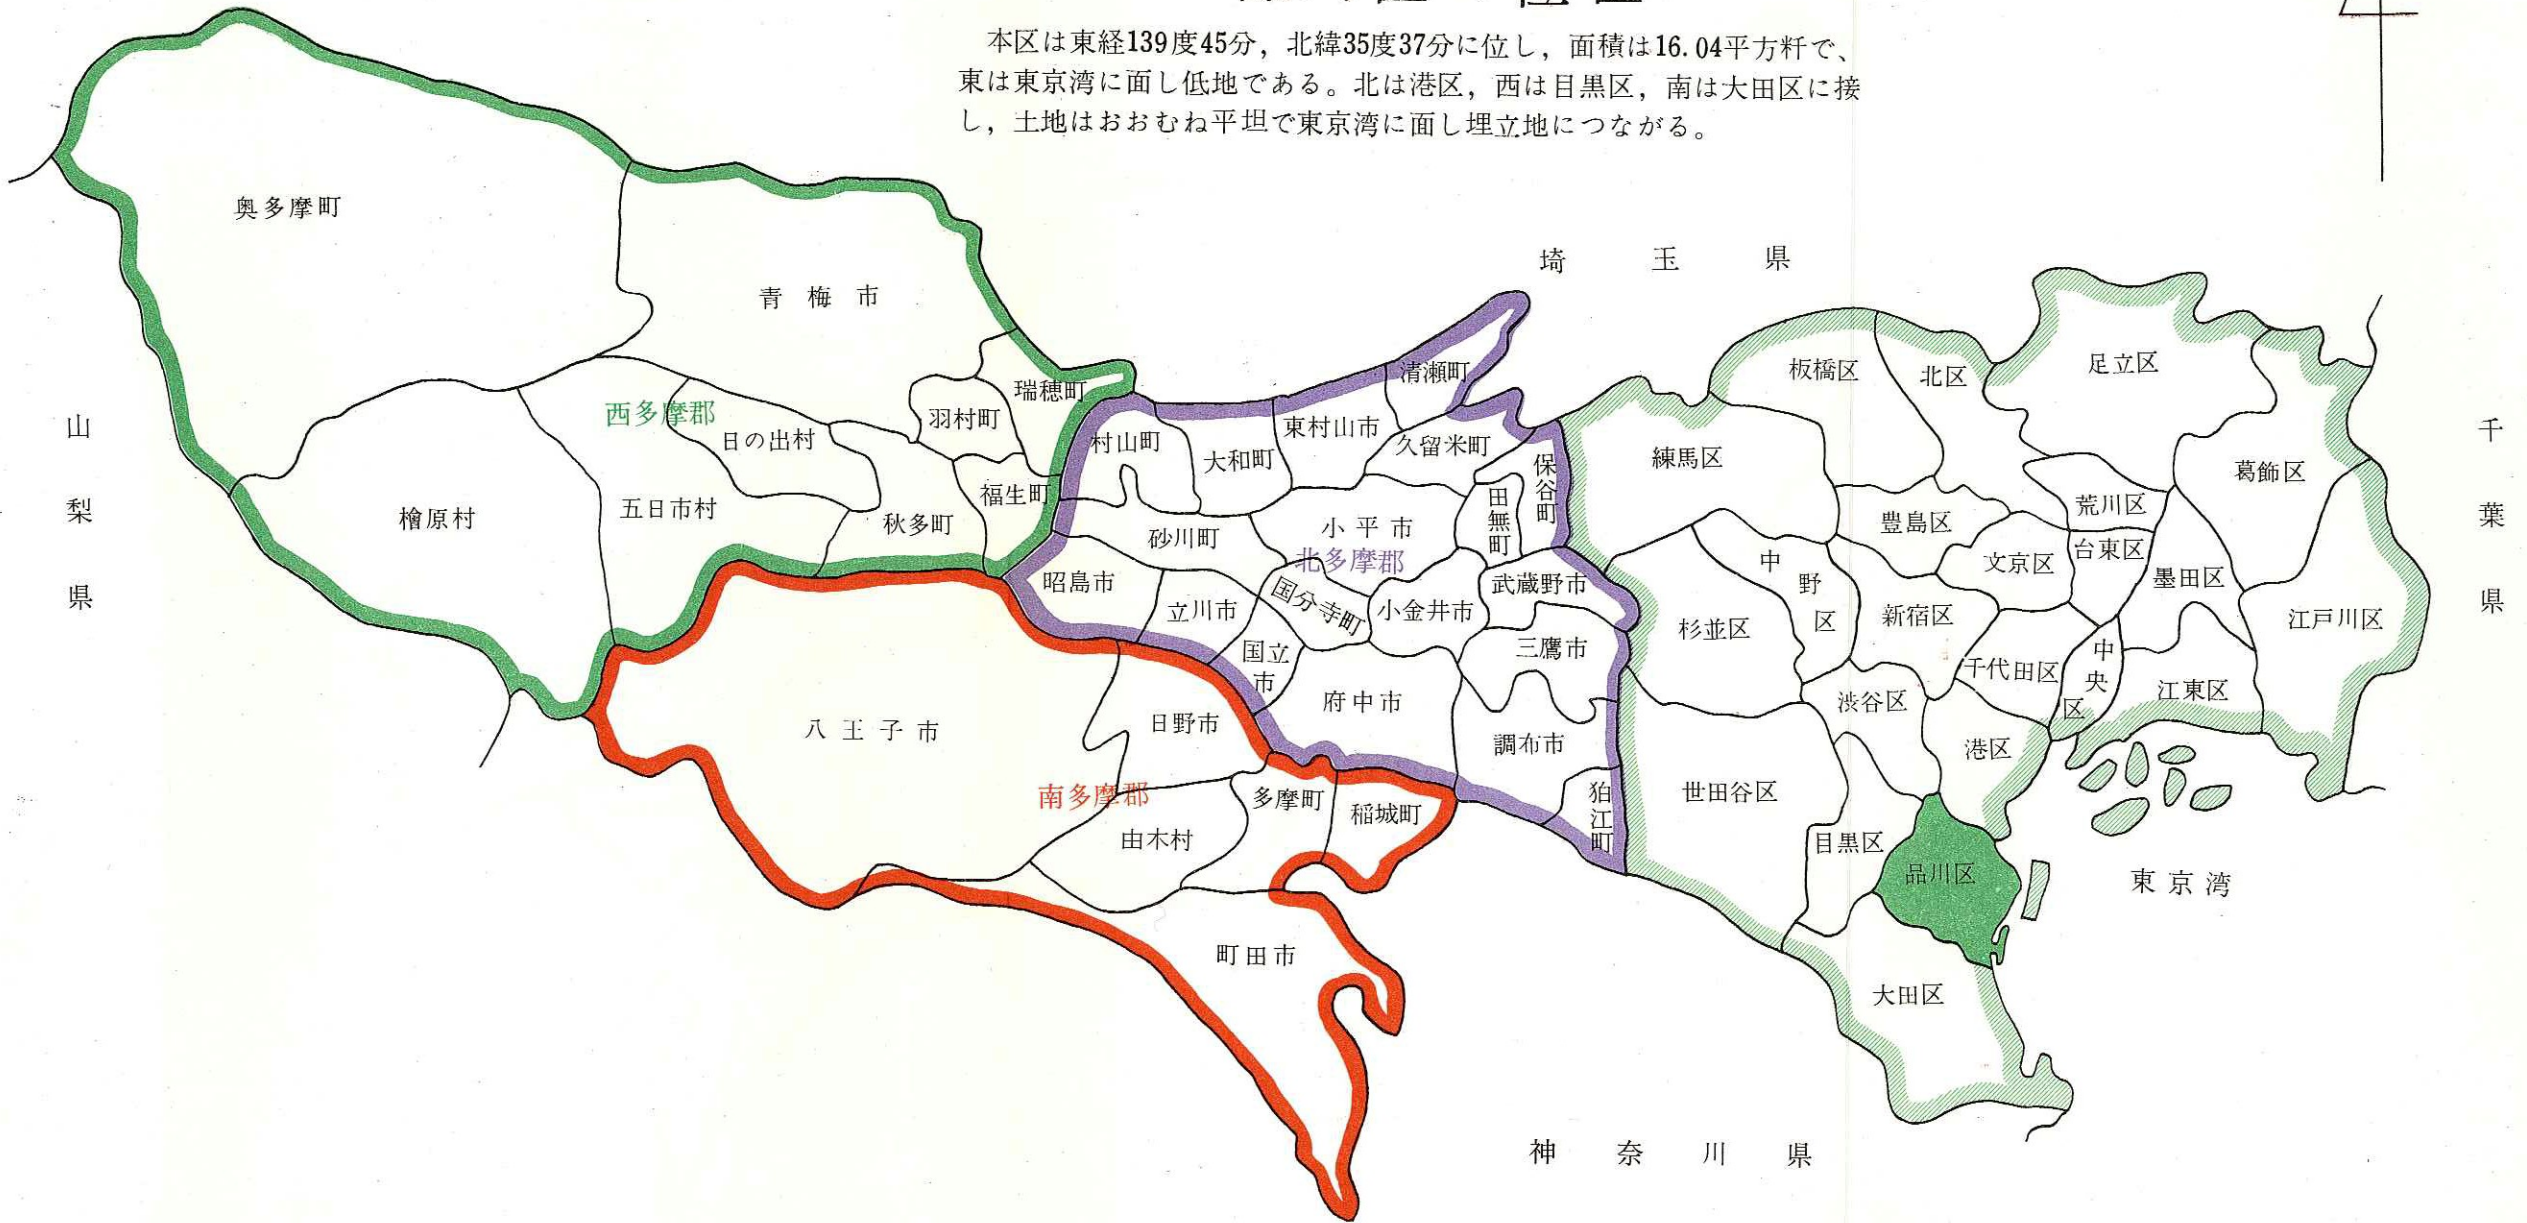 本区は東経139度45分，北緯35度37分に位し，面積は16.04平方粁で、
東は東京湾に面し低地である。北は港区，西は目黒区，南は大田区に接
し，土地はおおむね平坦で東京湾に面し埋立地につながる。
埼玉県
山梨県
千葉県
神奈川県
東京湾
奥多摩町
青梅市
西多摩郡
日の出村
羽村町
瑞穂町
檜原村
五日市村
秋多町
福生町
村山町
大和町
東村山市
清瀬町
久留米町
保谷町
田無町
砂川町
小平市
北多摩郡
昭島市
立川市
国分寺町
小金井市
武蔵野市
国立市
三鷹市
府中市
調布市
狛江町
八王子市
日野市
南多摩郡
多摩町
稲城町
由木村
町田市
板橋区
北区
足立区
練馬区
葛飾区
荒川区
豊島区
文京区
台東区
墨田区
中野区
新宿区
杉並区
江戸川区
千代田区
中央区
江東区
渋谷区
港区
世田谷区
目黒区
品川区
大田区